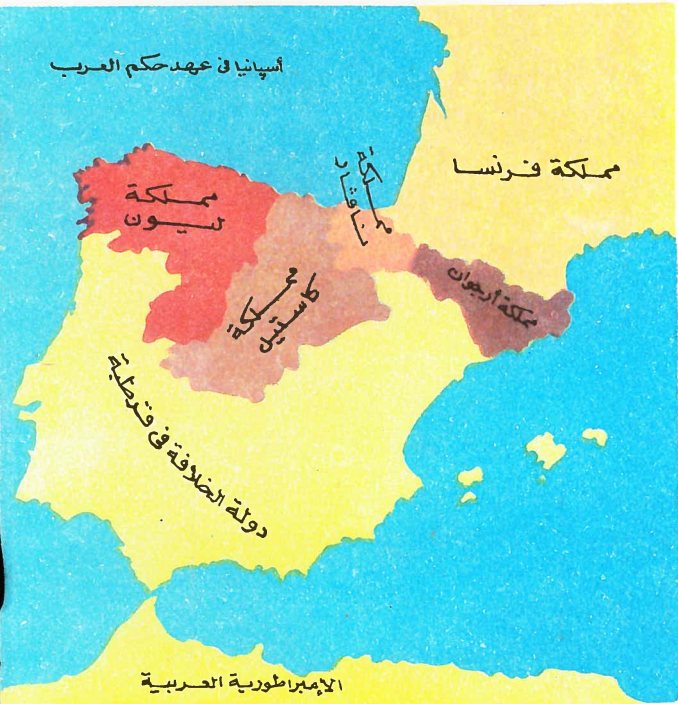 أسبانيا في عهد حكم العرب
مملكة فرنسا
مملكة
ناڤار
مملكة
ليون
مملكة أرجوان
مملكة
كاستيل
دولة الخلافة في قرطبة
الإمبراطورية العربية